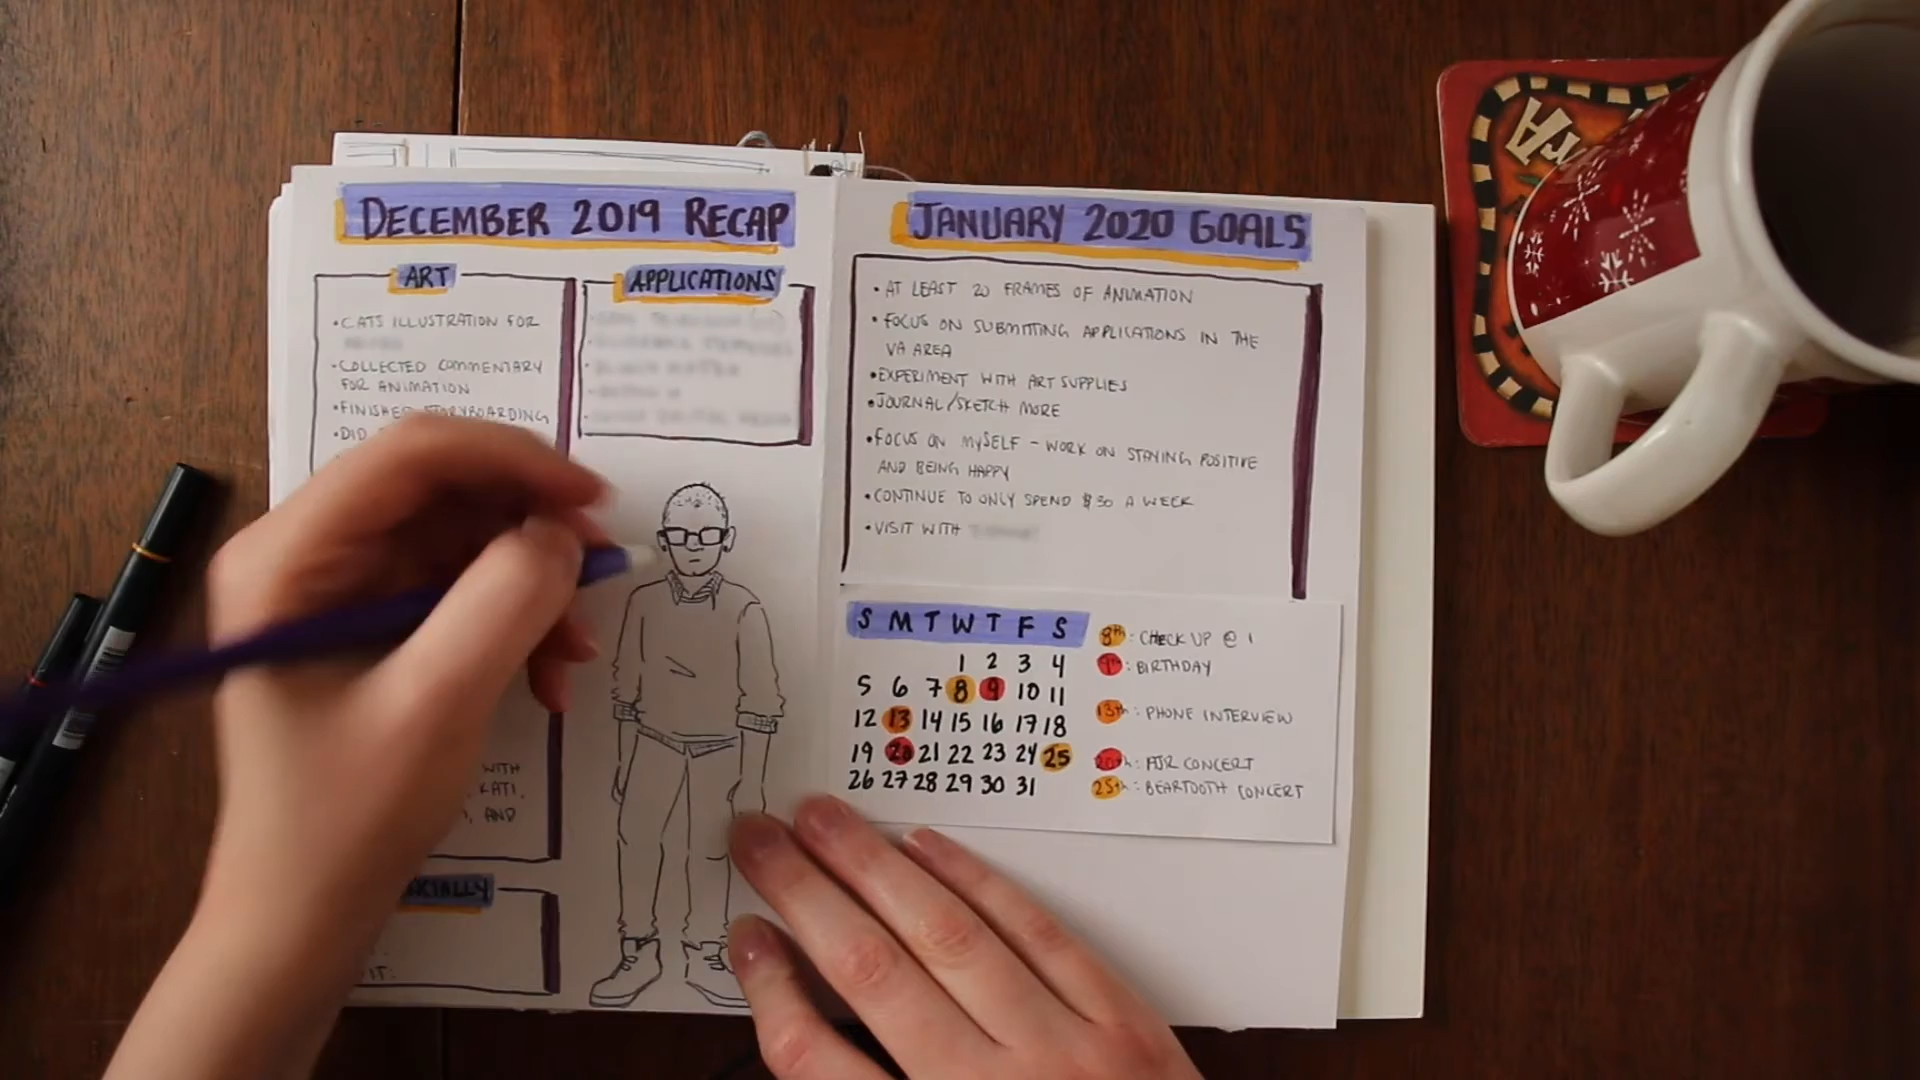 DECEMBER 2019 RECAP
ART
• CATS ILLUSTRATION FOR
• COLLECTED COMMENTARY
FOR ANIMATION
• FINISHED STORYBOARDING
• DID
WITH
KATI,
AND
IT:
APPLICATIONS
JANUARY 2020 GOALS
• AT LEAST 20 FRAMES OF ANIMATION
• FOCUS ON SUBMITTING APPLICATIONS IN THE
VA AREA
• EXPERIMENT WITH ART SUPPLIES
• JOURNAL/SKETCH MORE
• FOCUS ON MYSELF - WORK ON STAYING POSITIVE
AND BEING HAPPY
• CONTINUE TO ONLY SPEND $30 A WEEK
• VISIT WITH
S M T W T F S
1 2 3 4
5 6 7 8 9 10 11
12 13 14 15 16 17 18
19 20 21 22 23 24 25
26 27 28 29 30 31
8th: CHECK UP @ 1
9th: BIRTHDAY
13th: PHONE INTERVIEW
20th: CONCERT
25th: BEARTOOTH CONCERT